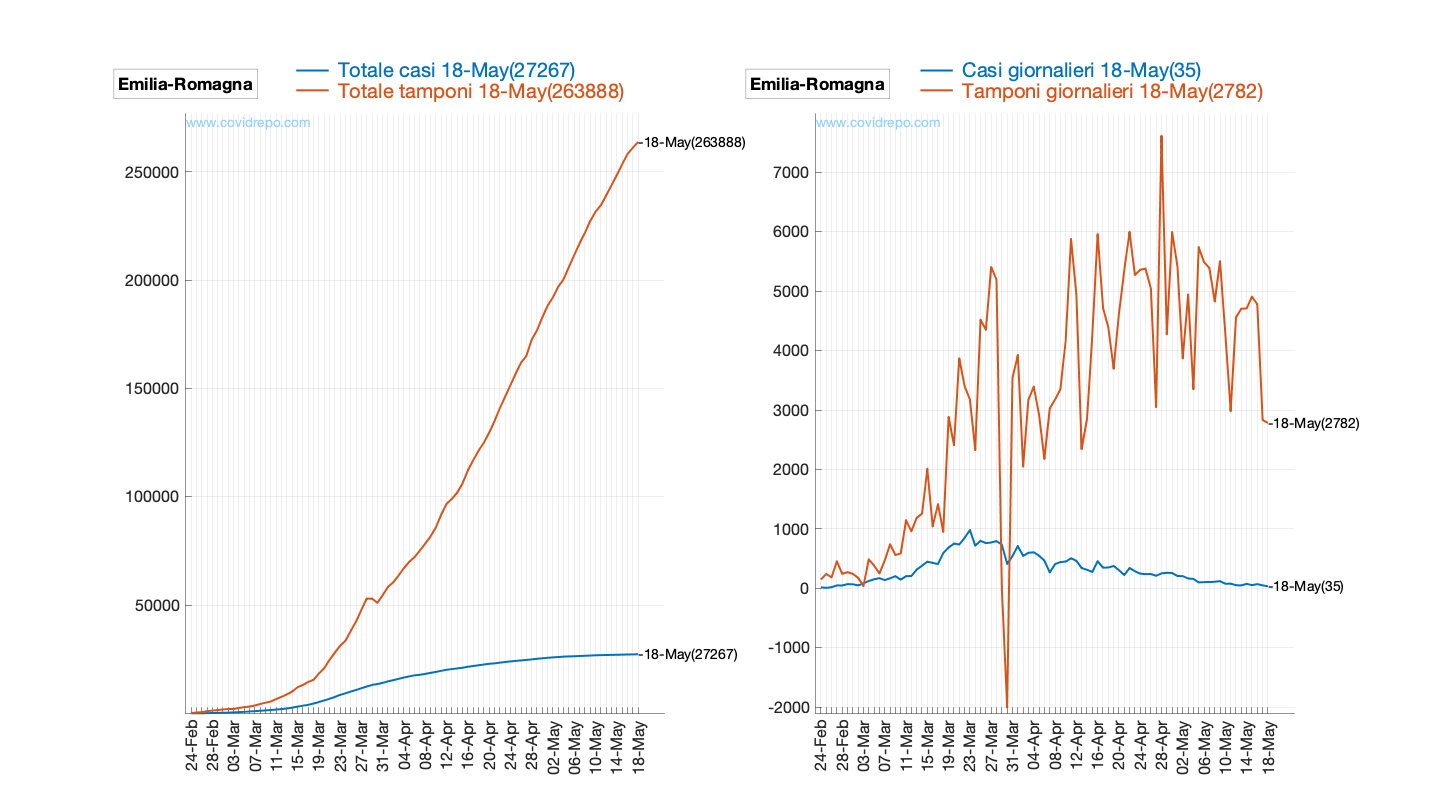 Emilia-Romagna
Totale casi 18-May(27267)
Totale tamponi 18-May(263888)
www.covidrepo.com
18-May(263888)
250000
200000
150000
100000
50000
18-May(27267)
24-Feb
28-Feb
03-Mar
07-Mar
11-Mar
15-Mar
19-Mar
23-Mar
27-Mar
31-Mar
04-Apr
08-Apr
12-Apr
16-Apr
20-Apr
24-Apr
28-Apr
02-May
06-May
10-May
14-May
18-May
Emilia-Romagna
Casi giornalieri 18-May(35)
Tamponi giornalieri 18-May(2782)
www.covidrepo.com
7000
6000
5000
4000
3000
18-May(2782)
2000
1000
0
18-May(35)
-1000
-2000
24-Feb
28-Feb
03-Mar
07-Mar
11-Mar
15-Mar
19-Mar
23-Mar
27-Mar
31-Mar
04-Apr
08-Apr
12-Apr
16-Apr
20-Apr
24-Apr
28-Apr
02-May
06-May
10-May
14-May
18-May